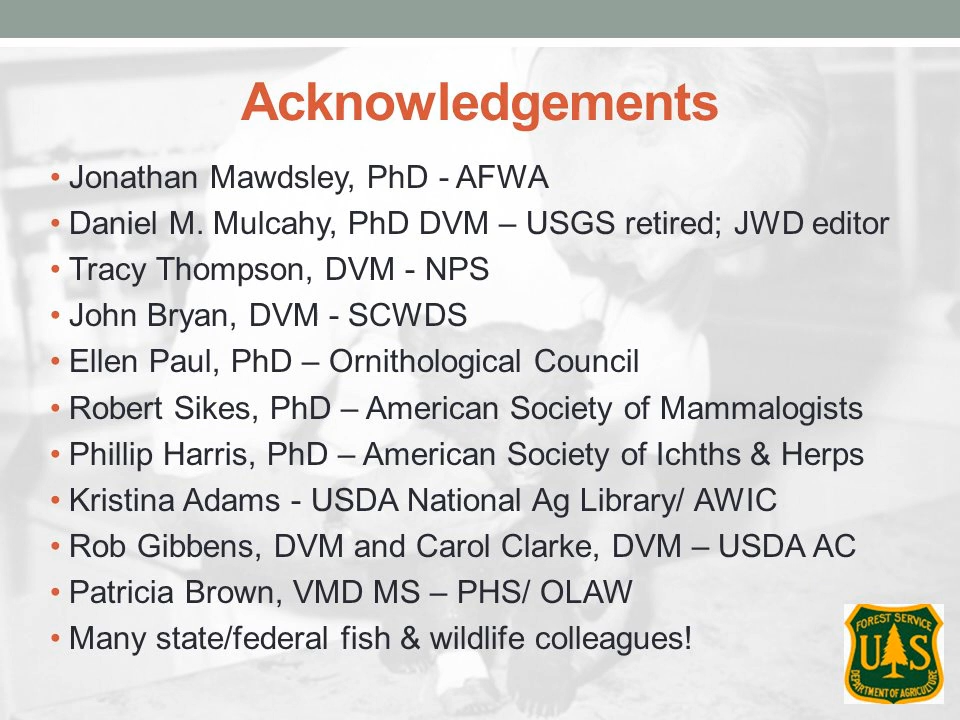 Acknowledgements
• Jonathan Mawdsley, PhD - AFWA
• Daniel M. Mulcahy, PhD DVM – USGS retired; JWD editor
• Tracy Thompson, DVM - NPS
• John Bryan, DVM - SCWDS
• Ellen Paul, PhD – Ornithological Council
• Robert Sikes, PhD – American Society of Mammalogists
• Phillip Harris, PhD – American Society of Ichths & Herps
• Kristina Adams - USDA National Ag Library/ AWIC
• Rob Gibbens, DVM and Carol Clarke, DVM – USDA AC
• Patricia Brown, VMD MS – PHS/ OLAW
• Many state/federal fish & wildlife colleagues!
FOREST SERVICE
U S
DEPARTMENT OF AGRICULTURE